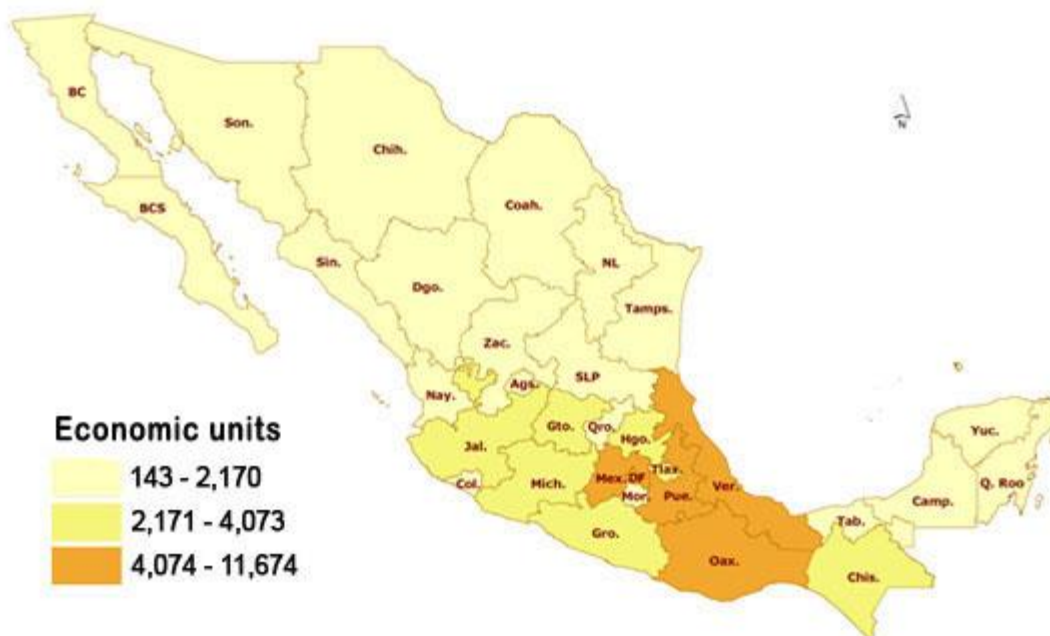 BC
Son.
Chih.
N
BCS
Coah.
Sin.
NL
Dgo.
Tamps.
Zac.
Nay.
Ags.
SLP
Jal.
Gto.
Qro.
Hgo.
Yuc.
Col.
Mich.
Mex.
DF
Tlax.
Mor.
Pue.
Ver.
Camp.
Q. Roo
Tab.
Gro.
Oax.
Chis.
Economic units
143 - 2,170
2,171 - 4,073
4,074 - 11,674